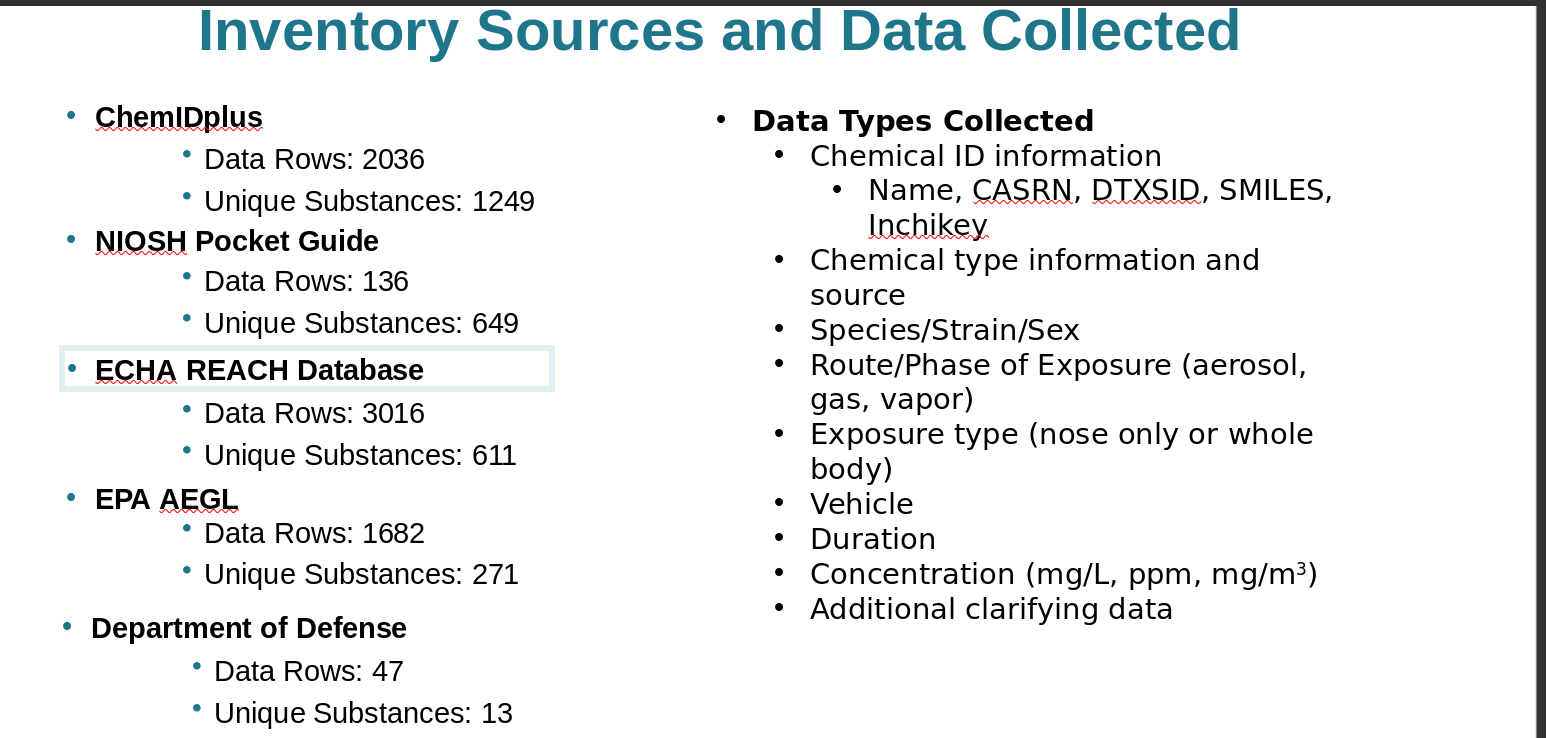 Inventory Sources and Data Collected
• ChemIDplus
• Data Rows: 2036
• Unique Substances: 1249
• NIOSH Pocket Guide
• Data Rows: 136
• Unique Substances: 649
• ECHA REACH Database
• Data Rows: 3016
• Unique Substances: 611
• EPA AEGL
• Data Rows: 1682
• Unique Substances: 271
• Department of Defense
• Data Rows: 47
• Unique Substances: 13
• Data Types Collected
• Chemical ID information
• Name, CASRN, DTXSID, SMILES,
Inchikey
• Chemical type information and
source
• Species/Strain/Sex
• Route/Phase of Exposure (aerosol,
gas, vapor)
• Exposure type (nose only or whole
body)
• Vehicle
• Duration
• Concentration (mg/L, ppm, mg/m³)
• Additional clarifying data